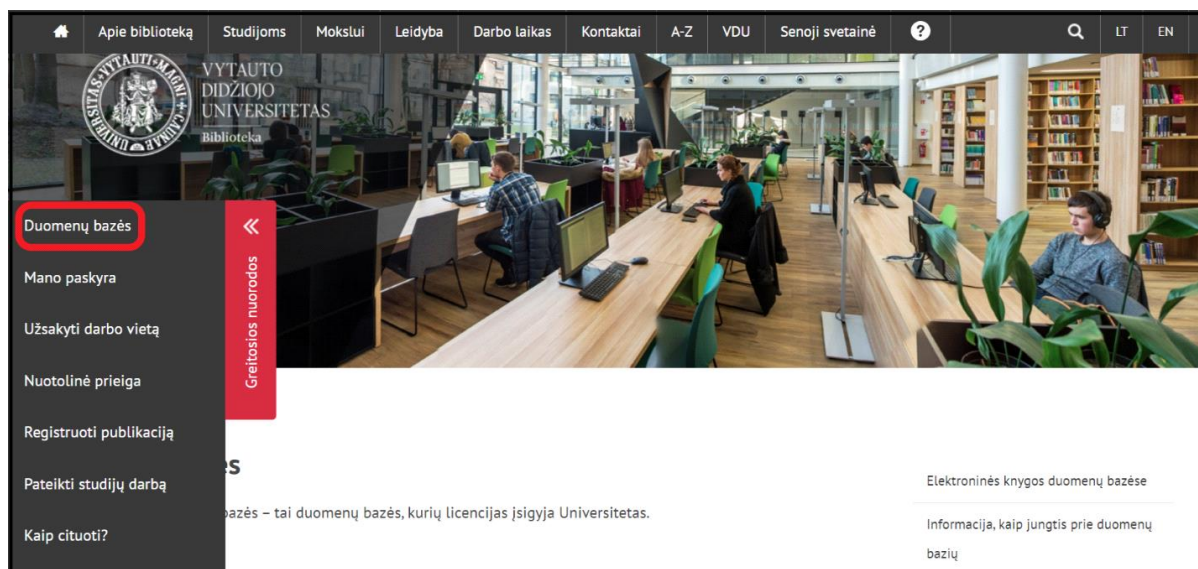 Apie biblioteką Studijoms Mokslui Leidyba Darbo laikas Kontaktai A-Z VDU Senoji svetainė ? LT EN
VYTAUTO
DIDŽIOJO
UNIVERSITETAS
Biblioteka
Duomenų bazės
Mano paskyra
Užsakyti darbo vietą
Nuotolinė prieiga
Registruoti publikaciją
Pateikti studijų darbą
Kaip cituoti?
«
Greitosios nuorodos
ės
bazės – tai duomenų bazės, kurių licencijas įsigyja Universitetas.
Elektroninės knygos duomenų bazėse
Informacija, kaip jungtis prie duomenų
bazių